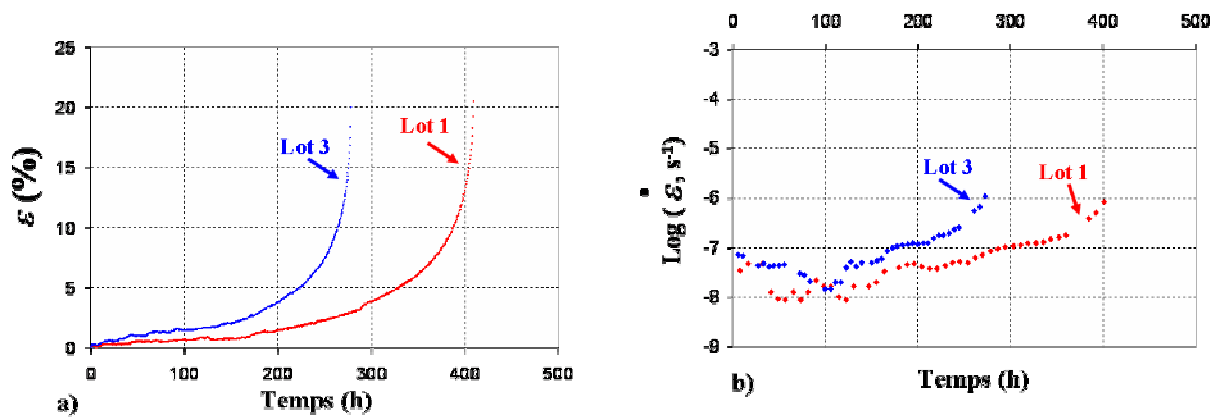 25
20
15
10
5
0
ε (%)
Lot 3
Lot 1
0 100 200 300 400 500
Temps (h)
a)
0 100 200 300 400 500
-3
-4
-5
-6
-7
-8
-9
Log ( ε̇, s⁻¹)
Lot 3
Lot 1
Temps (h)
b)